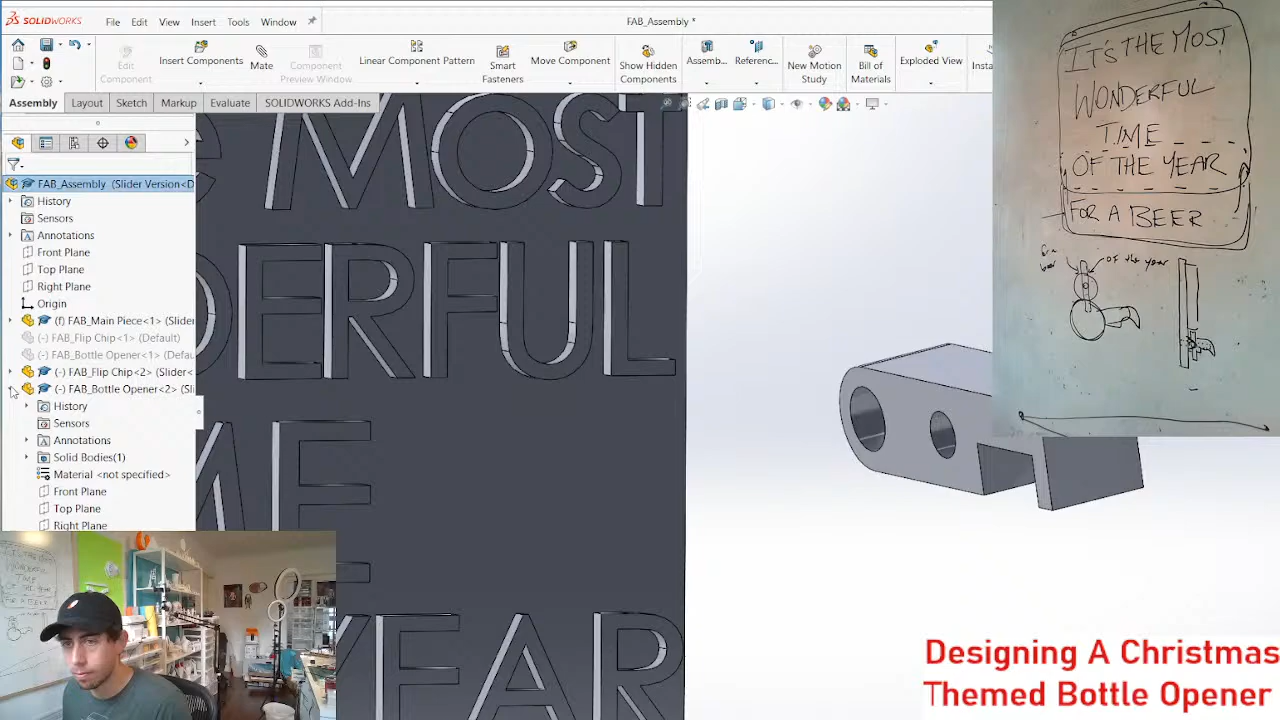 SOLIDWORKS
File Edit View Insert Tools Window
FAB_Assembly *
Edit Component
Insert Components
Mate
Component Preview Window
Linear Component Pattern
Smart Fasteners
Move Component
Show Hidden Components
Assemb...
Referenc...
New Motion Study
Bill of Materials
Exploded View
Insta
Assembly Layout Sketch Markup Evaluate SOLIDWORKS Add-Ins
FAB_Assembly (Slider Version<D
History
Sensors
Annotations
Front Plane
Top Plane
Right Plane
Origin
(f) FAB_Main Piece<1> (Slider
(-) FAB_Flip Chip<1> (Default)
(-) FAB_Bottle Opener<1> (Defau
(-) FAB_Flip Chip<2> (Slider<
(-) FAB_Bottle Opener<2> (Sli
History
Sensors
Annotations
Solid Bodies(1)
Material <not specified>
Front Plane
Top Plane
Right Plane
MOST
DERFUL
ME
YEAR
IT'S THE MOST
WONDERFUL
TIME
OF THE YEAR
FOR A BEER
for a beer
of the year
Designing A Christmas
Themed Bottle Opener